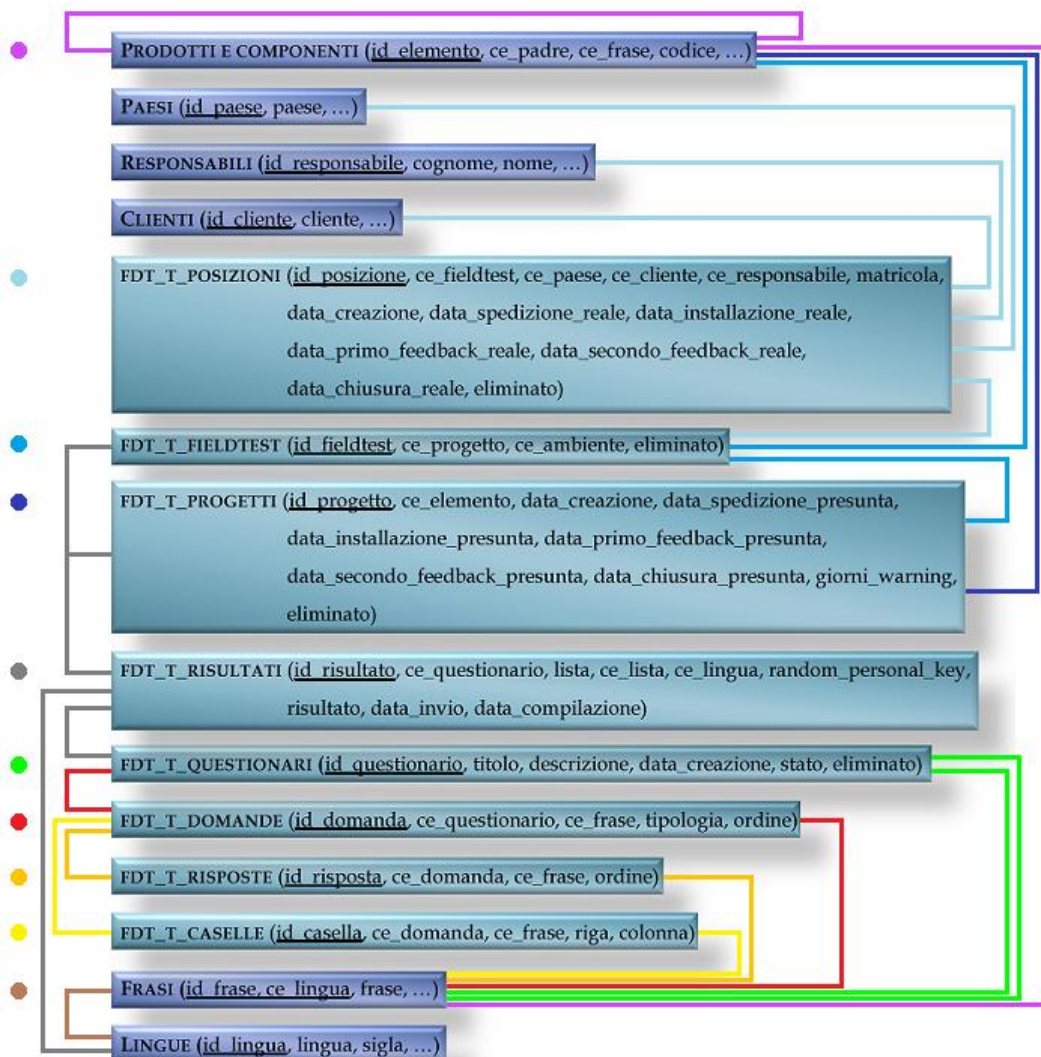 PRODOTTI E COMPONENTI (id_elemento, ce_padre, ce_frase, codice, …)
PAESI (id_paese, paese, …)
RESPONSABILI (id_responsabile, cognome, nome, …)
CLIENTI (id_cliente, cliente, …)
FDT_T_POSIZIONI (id_posizione, ce_fieldtest, ce_paese, ce_cliente, ce_responsabile, matricola,
data_creazione, data_spedizione_reale, data_installazione_reale,
data_primo_feedback_reale, data_secondo_feedback_reale,
data_chiusura_reale, eliminato)
FDT_T_FIELDTEST (id_fieldtest, ce_progetto, ce_ambiente, eliminato)
FDT_T_PROGETTI (id_progetto, ce_elemento, data_creazione, data_spedizione_presunta,
data_installazione_presunta, data_primo_feedback_presunta,
data_secondo_feedback_presunta, data_chiusura_presunta, giorni_warning,
eliminato)
FDT_T_RISULTATI (id_risultato, ce_questionario, lista, ce_lista, ce_lingua, random_personal_key,
risultato, data_invio, data_compilazione)
FDT_T_QUESTIONARI (id_questionario, titolo, descrizione, data_creazione, stato, eliminato)
FDT_T_DOMANDE (id_domanda, ce_questionario, ce_frase, tipologia, ordine)
FDT_T_RISPOSTE (id_risposta, ce_domanda, ce_frase, ordine)
FDT_T_CASELLE (id_casella, ce_domanda, ce_frase, riga, colonna)
FRASI (id_frase, ce_lingua, frase, …)
LINGUE (id_lingua, lingua, sigla, …)